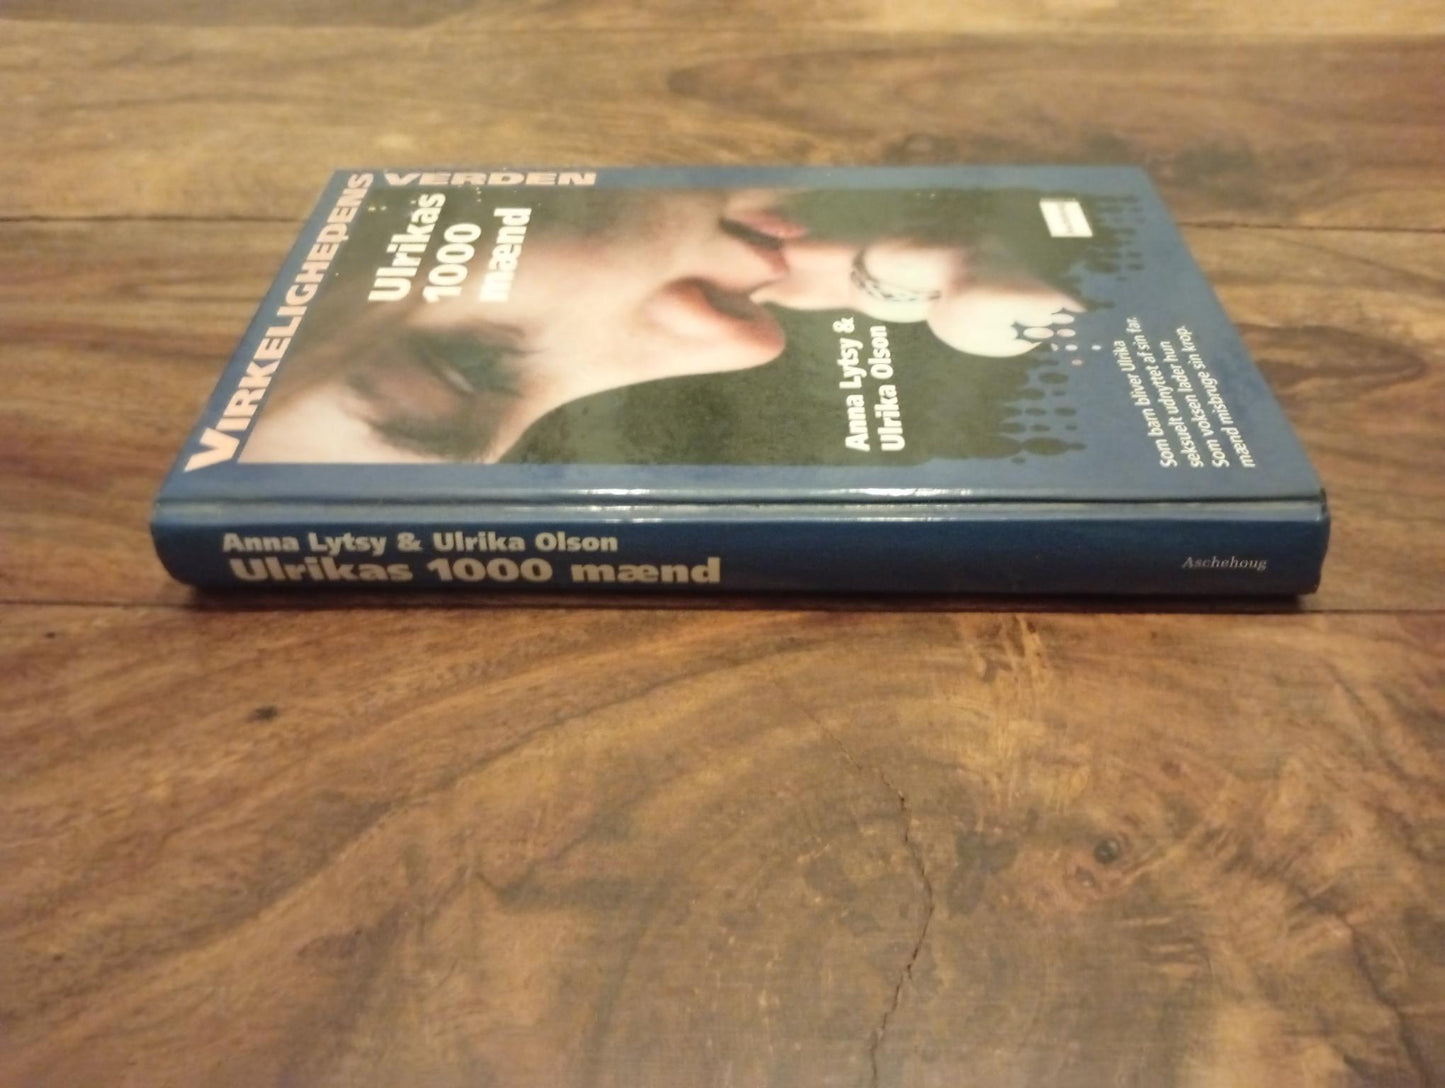 VIRKELIGHEDENS VERDEN
Ulrikas
1000
mænd
Anna Lytsy &
Ulrika Olson
Som barn bliver Ulrika
seksuelt udnyttet af sin far.
Som voksen lader hun
mænd misbruge sin krop.
Anna Lytsy & Ulrika Olson
Ulrikas 1000 mænd
Aschehoug